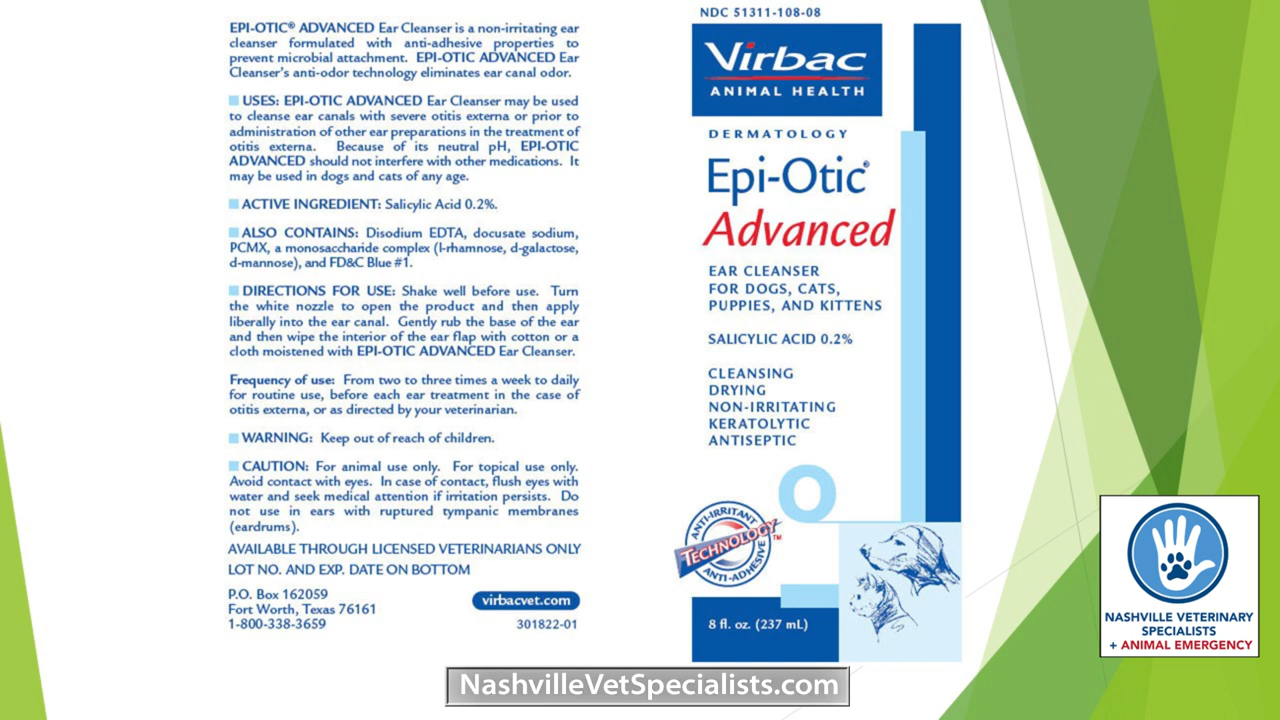 EPI-OTIC® ADVANCED Ear Cleanser is a non-irritating ear
cleanser formulated with anti-adhesive properties to
prevent microbial attachment. EPI-OTIC ADVANCED Ear
Cleanser's anti-odor technology eliminates ear canal odor.
USES: EPI-OTIC ADVANCED Ear Cleanser may be used
to cleanse ear canals with severe otitis externa or prior to
administration of other ear preparations in the treatment of
otitis externa. Because of its neutral pH, EPI-OTIC
ADVANCED should not interfere with other medications. It
may be used in dogs and cats of any age.
ACTIVE INGREDIENT: Salicylic Acid 0.2%.
ALSO CONTAINS: Disodium EDTA, docusate sodium,
PCMX, a monosaccharide complex (l-rhamnose, d-galactose,
d-mannose), and FD&C Blue #1.
DIRECTIONS FOR USE: Shake well before use. Turn
the white nozzle to open the product and then apply
liberally into the ear canal. Gently rub the base of the ear
and then wipe the interior of the ear flap with cotton or a
cloth moistened with EPI-OTIC ADVANCED Ear Cleanser.
Frequency of use: From two to three times a week to daily
for routine use, before each ear treatment in the case of
otitis externa, or as directed by your veterinarian.
WARNING: Keep out of reach of children.
CAUTION: For animal use only. For topical use only.
Avoid contact with eyes. In case of contact, flush eyes with
water and seek medical attention if irritation persists. Do
not use in ears with ruptured tympanic membranes
(eardrums).
AVAILABLE THROUGH LICENSED VETERINARIANS ONLY
LOT NO. AND EXP. DATE ON BOTTOM
P.O. Box 162059
Fort Worth, Texas 76161
1-800-338-3659
virbacvet.com
301822-01
NDC 51311-108-08
Virbac
ANIMAL HEALTH
DERMATOLOGY
Epi-Otic®
Advanced
EAR CLEANSER
FOR DOGS, CATS,
PUPPIES, AND KITTENS
SALICYLIC ACID 0.2%
CLEANSING
DRYING
NON-IRRITATING
KERATOLYTIC
ANTISEPTIC
ANTI-IRRITANT
TECHNOLOGY™
ANTI-ADHESIVE
8 fl. oz. (237 mL)
NASHVILLE VETERINARY
SPECIALISTS
+ ANIMAL EMERGENCY
NashvilleVetSpecialists.com